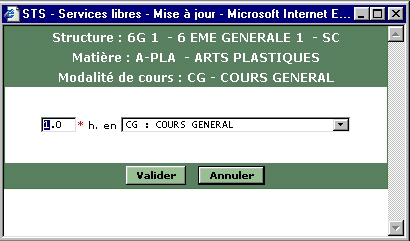 STS - Services libres - Mise à jour - Microsoft Internet E...
Structure : 6G 1 - 6 EME GENERALE 1 - SC
Matière : A-PLA - ARTS PLASTIQUES
Modalité de cours : CG - COURS GENERAL
1.0 * h. en CG : COURS GENERAL
Valider Annuler